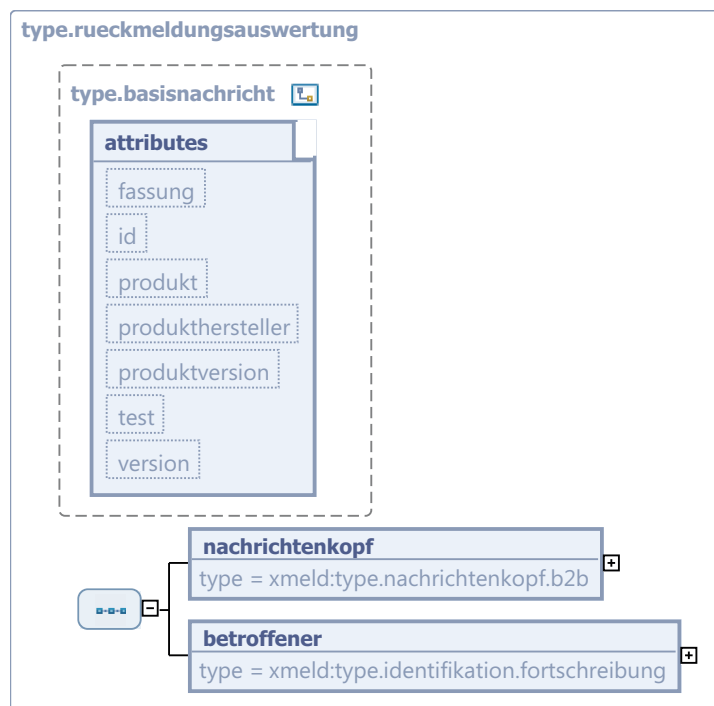 type.rueckmeldungsauswertung
type.basisnachricht
attributes
fassung
id
produkt
produkthersteller
produktversion
test
version
nachrichtenkopf
type = xmeld:type.nachrichtenkopf.b2b
betroffener
type = xmeld:type.identifikation.fortschreibung